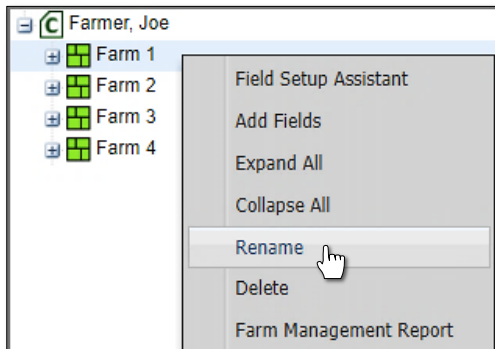 C Farmer, Joe
Farm 1
Farm 2
Farm 3
Farm 4
Field Setup Assistant
Add Fields
Expand All
Collapse All
Rename
Delete
Farm Management Report